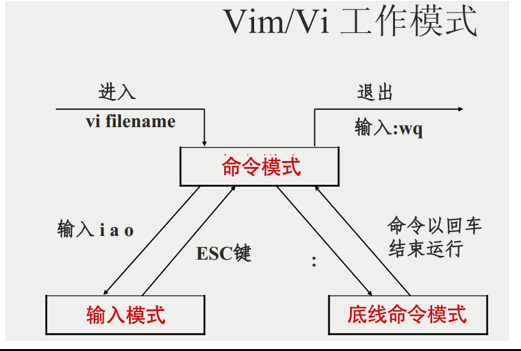 Vim/Vi 工作模式
进入
vi filename
退出
输入:wq
命令模式
输入 i a o
ESC键
:
命令以回车
结束运行
输入模式
底线命令模式